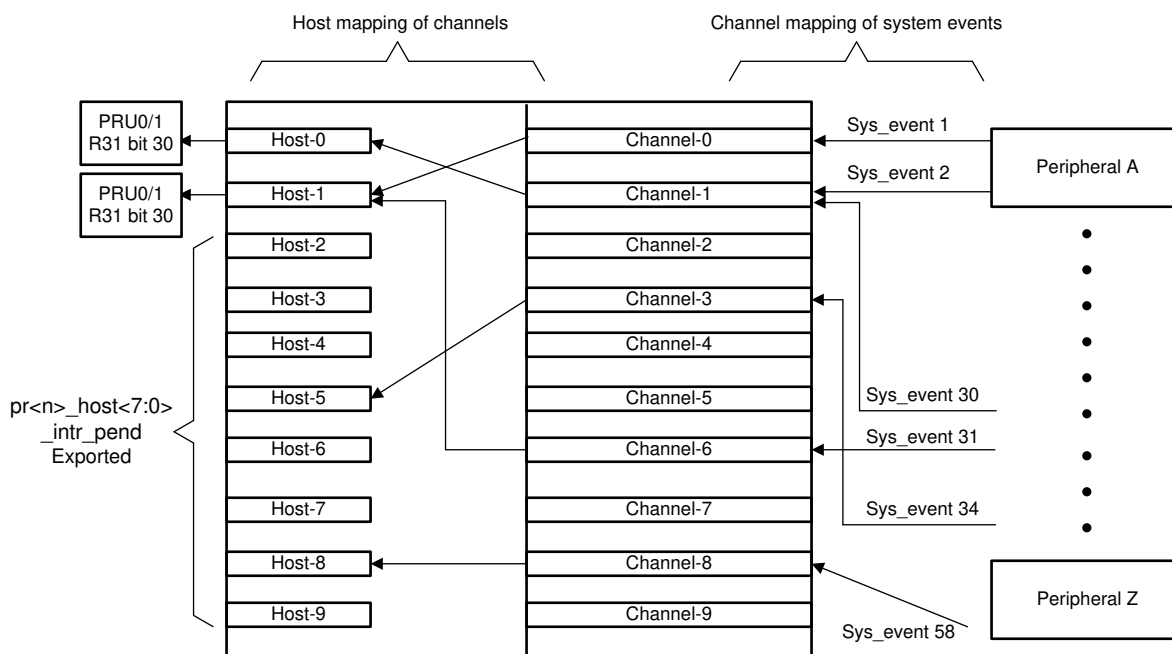 Host mapping of channels
Channel mapping of system events
PRU0/1
R31 bit 30
PRU0/1
R31 bit 30
pr<n>_host<7:0>
_intr_pend
Exported
Host-0
Host-1
Host-2
Host-3
Host-4
Host-5
Host-6
Host-7
Host-8
Host-9
Channel-0
Channel-1
Channel-2
Channel-3
Channel-4
Channel-5
Channel-6
Channel-7
Channel-8
Channel-9
Sys_event 1
Sys_event 2
Sys_event 30
Sys_event 31
Sys_event 34
Sys_event 58
Peripheral A
Peripheral Z